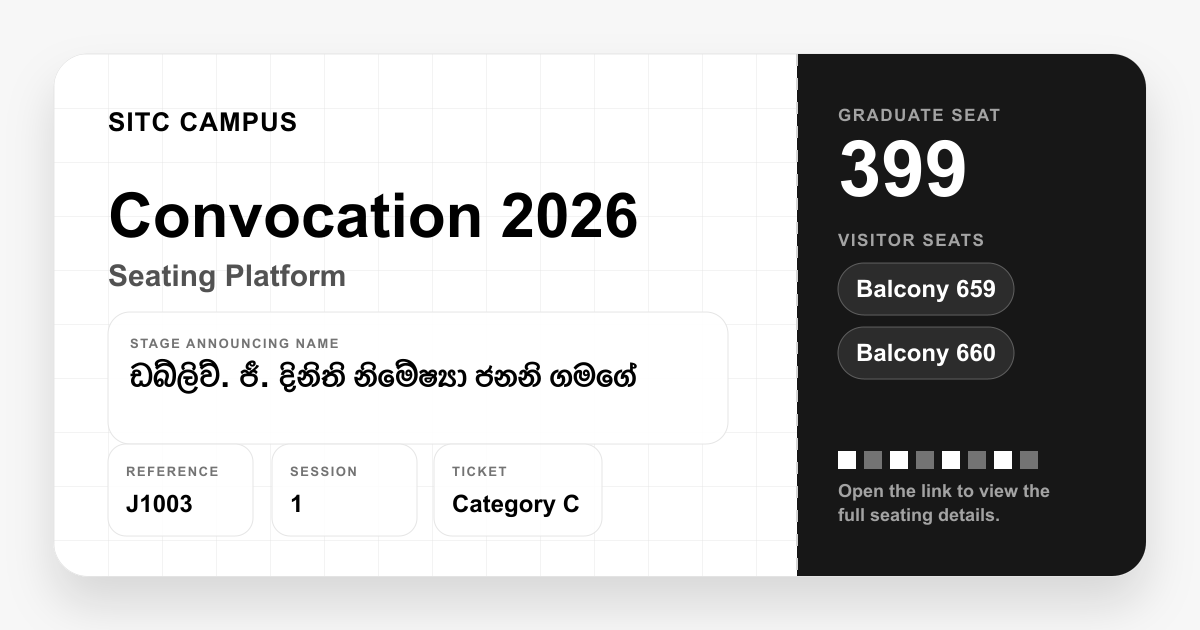 SITC CAMPUS
Convocation 2026
Seating Platform
STAGE ANNOUNCING NAME
ඩබ්ලිව්. ජී. දිනිති නිමේෂ්‍යා ජනනි ගමගේ
REFERENCE
J1003
SESSION
1
TICKET
Category C
GRADUATE SEAT
399
VISITOR SEATS
Balcony 659
Balcony 660
Open the link to view the
full seating details.